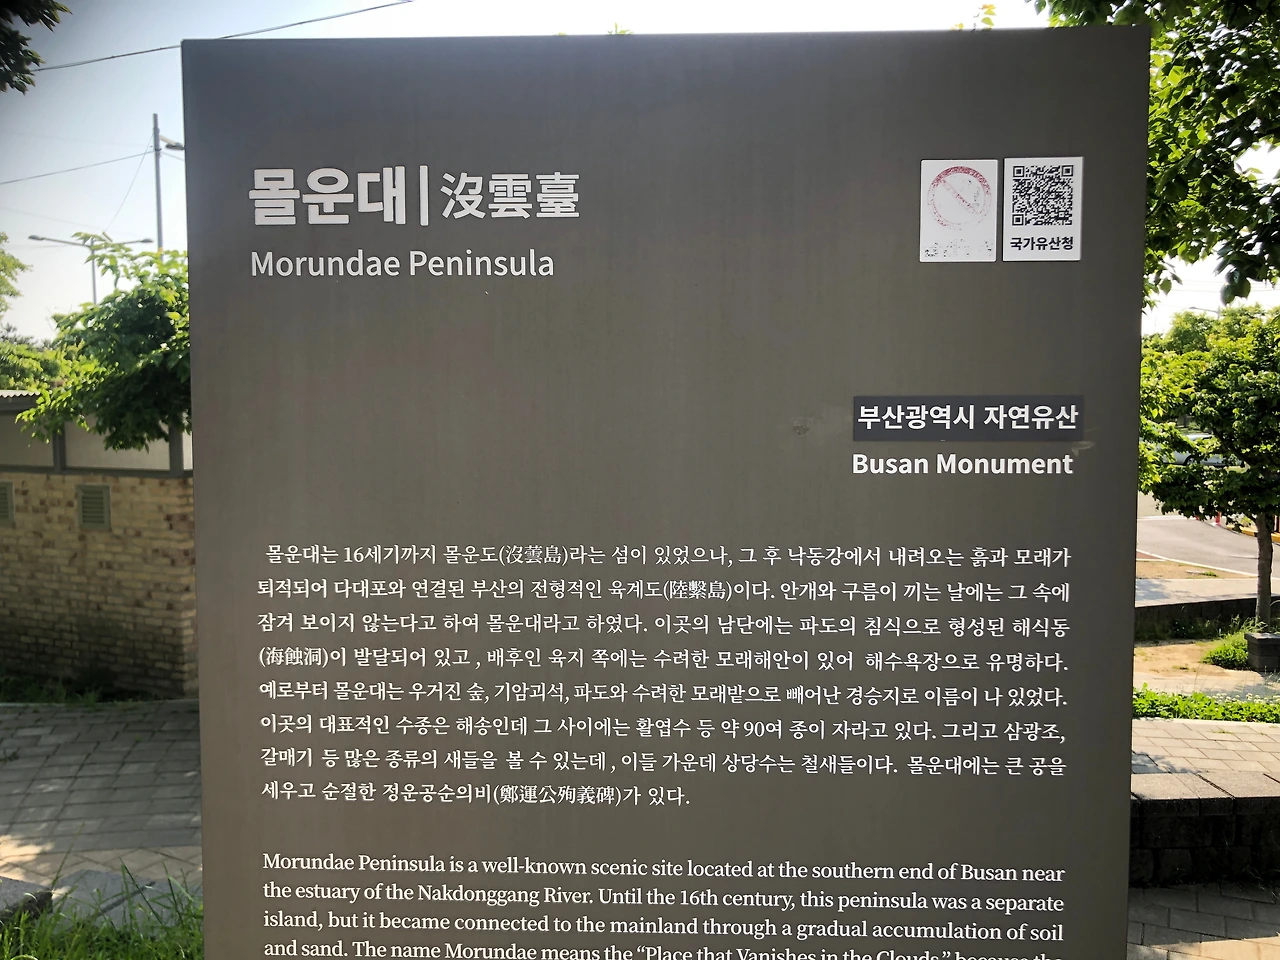 몰운대 | 沒雲臺
Morundae Peninsula
국가유산청
부산광역시 자연유산
Busan Monument
몰운대는 16세기까지 몰운도(沒雲島)라는 섬이 있었으나, 그 후 낙동강에서 내려오는 흙과 모래가
퇴적되어 다대포와 연결된 부산의 전형적인 육계도(陸繫島)이다. 안개와 구름이 끼는 날에는 그 속에
잠겨 보이지 않는다고 하여 몰운대라고 하였다. 이곳의 남단에는 파도의 침식으로 형성된 해식동
(海蝕洞)이 발달되어 있고, 배후인 육지 쪽에는 수려한 모래해안이 있어 해수욕장으로 유명하다.
예로부터 몰운대는 우거진 숲, 기암괴석, 파도와 수려한 모래밭으로 빼어난 경승지로 이름이 나 있었다.
이곳의 대표적인 수종은 해송인데 그 사이에는 활엽수 등 약 90여 종이 자라고 있다. 그리고 삼광조,
갈매기 등 많은 종류의 새들을 볼 수 있는데, 이들 가운데 상당수는 철새들이다. 몰운대에는 큰 공을
세우고 순절한 정운공순의비(鄭運公殉義碑)가 있다.
Morundae Peninsula is a well-known scenic site located at the southern end of Busan near
the estuary of the Nakdonggang River. Until the 16th century, this peninsula was a separate
island, but it became connected to the mainland through a gradual accumulation of soil
and sand. The name Morundae means the “Place that Vanishes in the Clouds,” because the